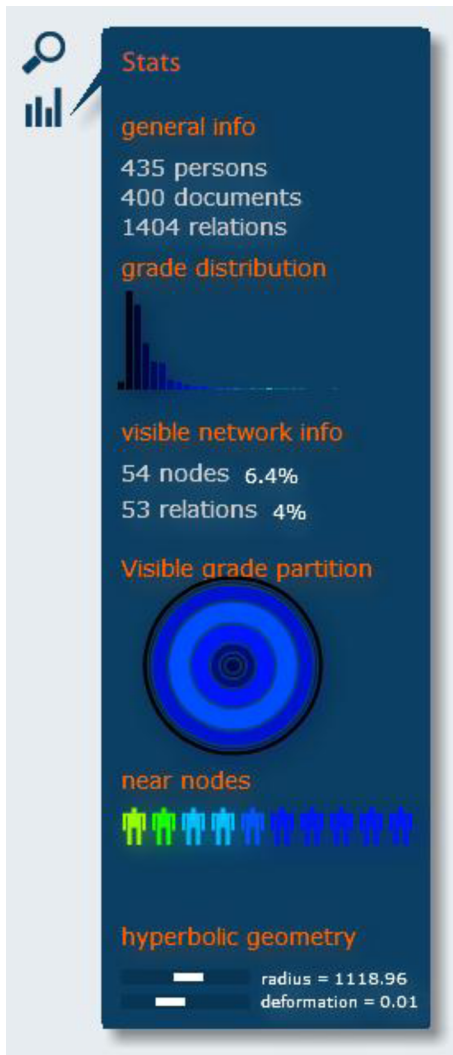 Stats
general info
435 persons
400 documents
1404 relations
grade distribution
visible network info
54 nodes 6.4%
53 relations 4%
Visible grade partition
near nodes
hyperbolic geometry
radius = 1118.96
deformation = 0.01